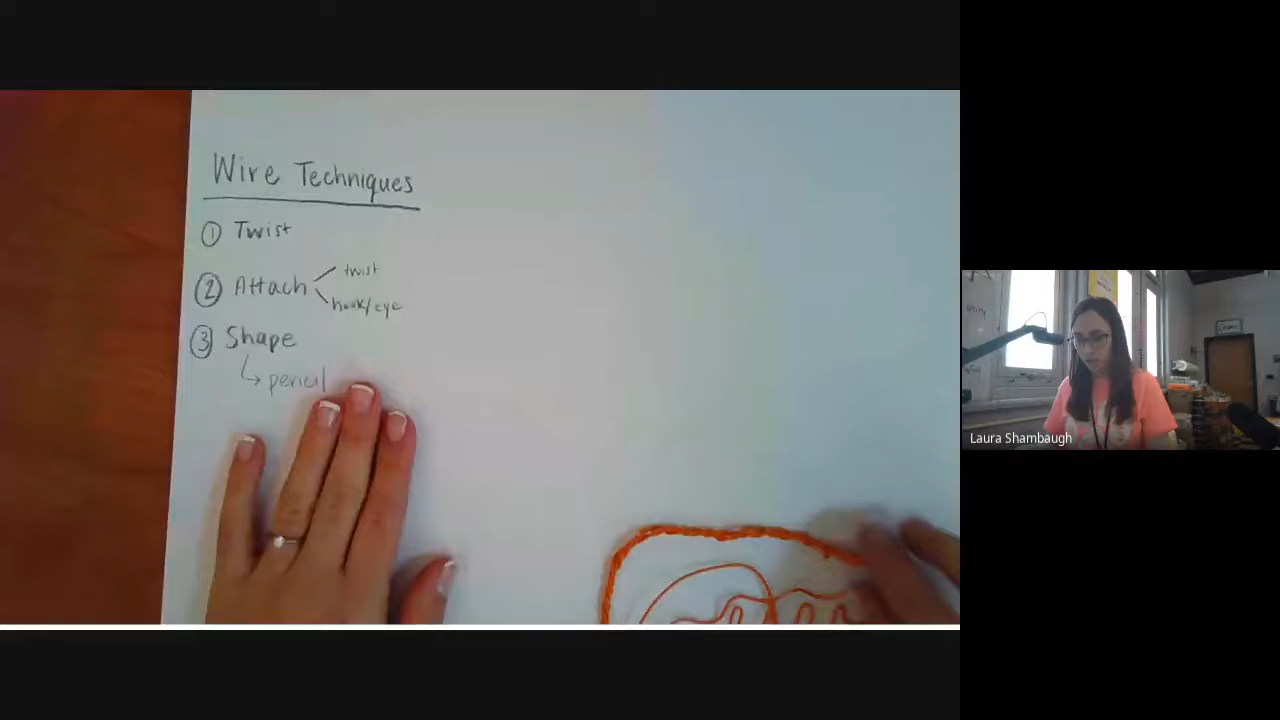 Wire Techniques
① Twist
② Attach
twist
hook/eye
③ Shape
↳ pencil
Laura Shambaugh